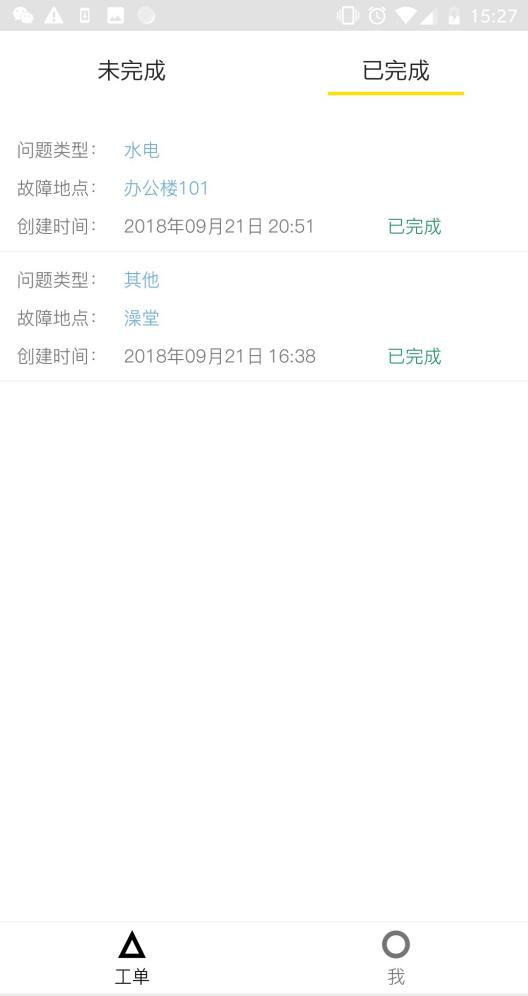 15:27
未完成 已完成
问题类型： 水电
故障地点： 办公楼101
创建时间： 2018年09月21日 20:51 已完成
问题类型： 其他
故障地点： 澡堂
创建时间： 2018年09月21日 16:38 已完成
工单 我